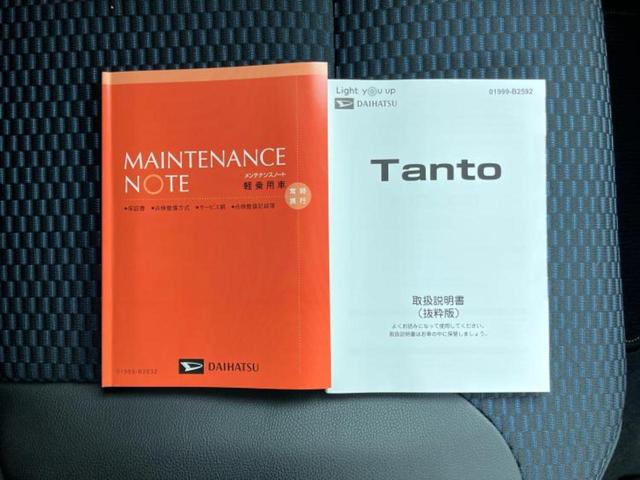 MAINTENANCE
NOTE
メンテナンスノート
軽乗用車
常時
携行
●保証書 ●点検整備方式 ●サービス網 ●点検整備記録簿
01999-B2632
DAIHATSU
Light you up
DAIHATSU
01999-B2592
Tanto
取扱説明書
（抜粋版）
よくお読みになって使用してください。
取扱説明書はお車の中に保管しましょう。